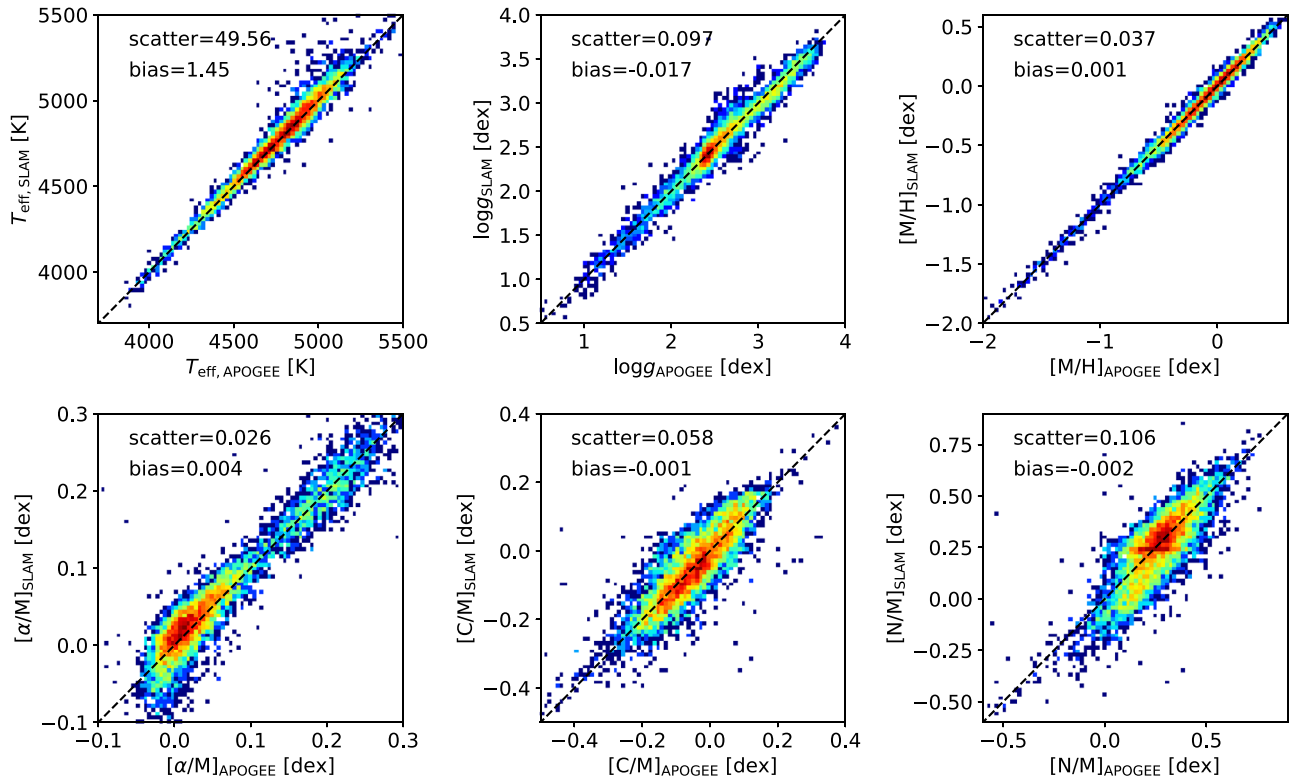 scatter=49.56
bias=1.45
5500
5000
4500
4000
T_eff, SLAM [K]
4000 4500 5000 5500
T_eff, APOGEE [K]
scatter=0.097
bias=-0.017
4.0
3.5
3.0
2.5
2.0
1.5
1.0
0.5
logg_SLAM [dex]
1 2 3 4
logg_APOGEE [dex]
scatter=0.037
bias=0.001
0.5
0.0
−0.5
−1.0
−1.5
−2.0
[M/H]_SLAM [dex]
−2 −1 0
[M/H]_APOGEE [dex]
scatter=0.026
bias=0.004
0.3
0.2
0.1
0.0
−0.1
[α/M]_SLAM [dex]
−0.1 0.0 0.1 0.2 0.3
[α/M]_APOGEE [dex]
scatter=0.058
bias=-0.001
0.4
0.2
0.0
−0.2
−0.4
[C/M]_SLAM [dex]
−0.4 −0.2 0.0 0.2 0.4
[C/M]_APOGEE [dex]
scatter=0.106
bias=-0.002
0.75
0.50
0.25
0.00
−0.25
−0.50
[N/M]_SLAM [dex]
−0.5 0.0 0.5
[N/M]_APOGEE [dex]